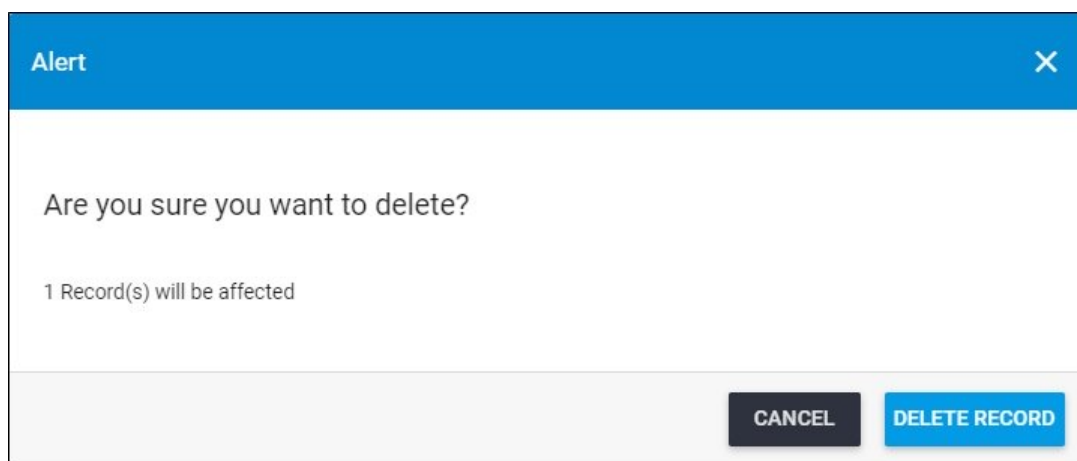 Alert
Are you sure you want to delete?
1 Record(s) will be affected
CANCEL DELETE RECORD